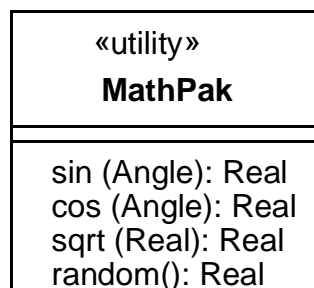 «utility»
MathPak
sin (Angle): Real
cos (Angle): Real
sqrt (Real): Real
random(): Real